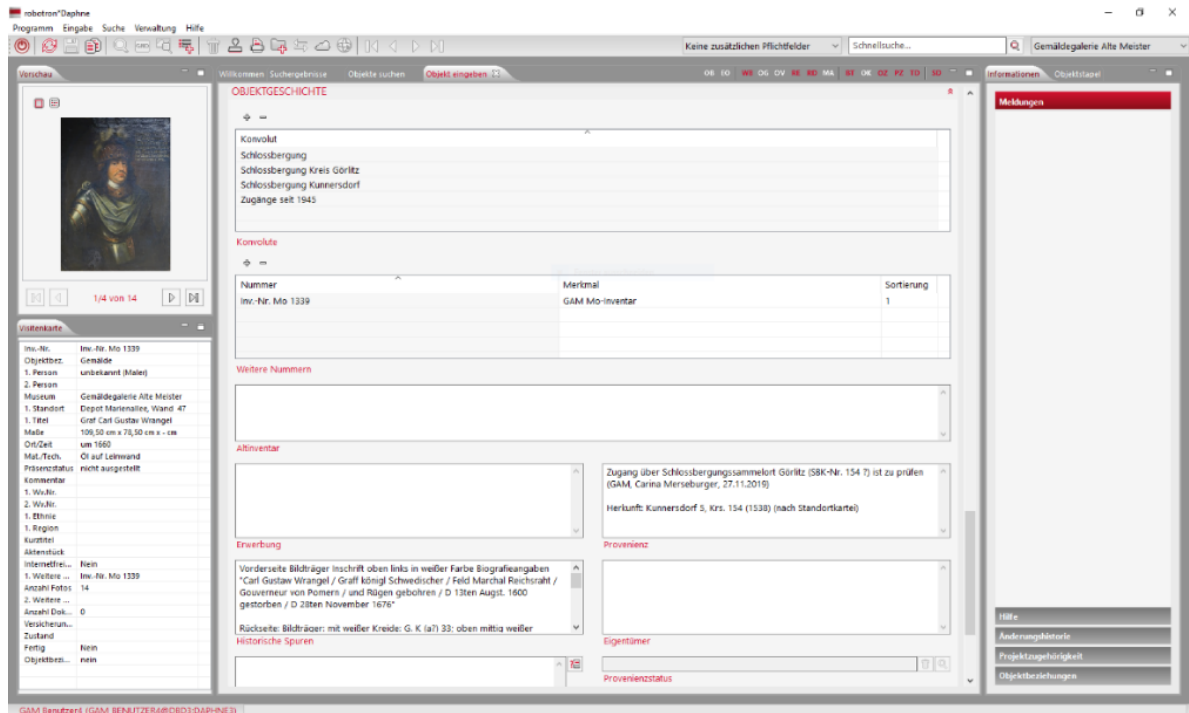 robotron*Daphne
Programm Eingabe Suche Verwaltung Hilfe
Keine zusätzlichen Pflichtfelder
Schnellsuche...
Gemäldegalerie Alte Meister
Vorschau
1/4 von 14
Visitenkarte
Inv.-Nr. Inv.-Nr. Mo 1339
Objektbez. Gemälde
1. Person unbekannt (Maler)
2. Person
Museum Gemäldegalerie Alte Meister
1. Standort Depot Marienallee, Wand 47
1. Titel Graf Carl Gustav Wrangel
Maße 109,50 cm x 78,50 cm x - cm
Ort/Zeit um 1660
Mat./Tech. Öl auf Leinwand
Präsenzstatus nicht ausgestellt
Kommentar
1. Wv.Nr.
2. Wv.Nr.
1. Ethnie
1. Region
Kurztitel
Aktenstück
Internetfrei... Nein
1. Weitere ... Inv.-Nr. Mo 1339
Anzahl Fotos 14
2. Weitere ...
Anzahl Dok... 0
Versicherun...
Zustand
Fertig Nein
Objektbezi... nein
Willkommen Suchergebnisse Objekte suchen Objekt eingeben
OBJEKTGESCHICHTE
Konvolut
Schlossbergung
Schlossbergung Kreis Görlitz
Schlossbergung Kunnersdorf
Zugänge seit 1945
Konvolute
Nummer Merkmal Sortierung
Inv.-Nr. Mo 1339 GAM Mo-Inventar 1
Weitere Nummern
Altinventar
Zugang über Schlossbergungssammelort Görlitz (SBK-Nr. 154 ?) ist zu prüfen
(GAM, Carina Merseburger, 27.11.2019)
Herkunft: Kunnersdorf 5, Krs. 154 (1538) (nach Standortkartei)
Erwerbung
Provenienz
Vorderseite Bildträger Inschrift oben links in weißer Farbe Biografieangaben
"Carl Gustaw Wrangel / Graff königl Schwedischer / Feld Marchal Reichsraht /
Gouverneur von Pomern / und Rügen gebohren / D 13ten Augst. 1600
gestorben / D 28ten November 1676"
Rückseite: Bildträger: mit weißer Kreide: G. K (a?) 33; oben mittig weißer
Historische Spuren
Eigentümer
Provenienzstatus
Informationen Objektstapel
Meldungen
Hilfe
Änderungshistorie
Projektzugehörigkeit
Objektbeziehungen